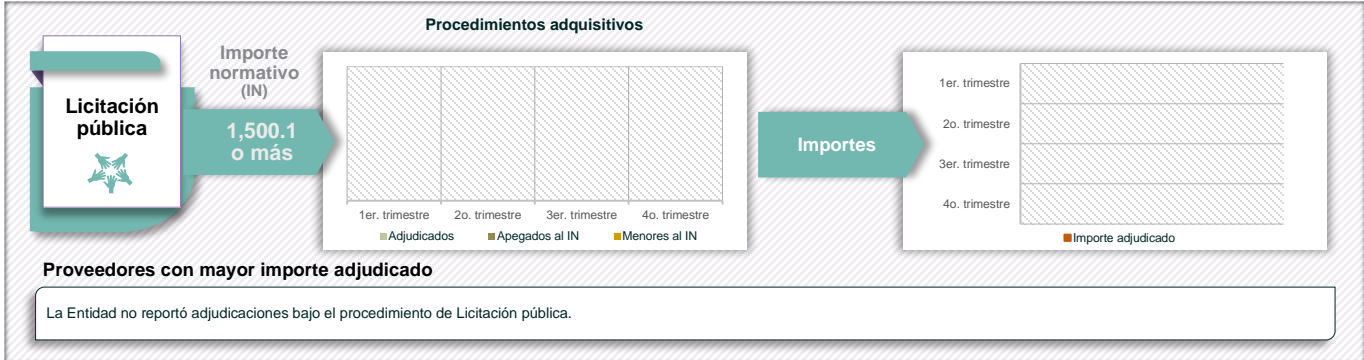 Procedimientos adquisitivos
Licitación
pública
Importe
normativo
(IN)
1,500.1
o más
1er. trimestre 2o. trimestre 3er. trimestre 4o. trimestre
Adjudicados Apegados al IN Menores al IN
Importes
1er. trimestre
2o. trimestre
3er. trimestre
4o. trimestre
Importe adjudicado
Proveedores con mayor importe adjudicado
La Entidad no reportó adjudicaciones bajo el procedimiento de Licitación pública.